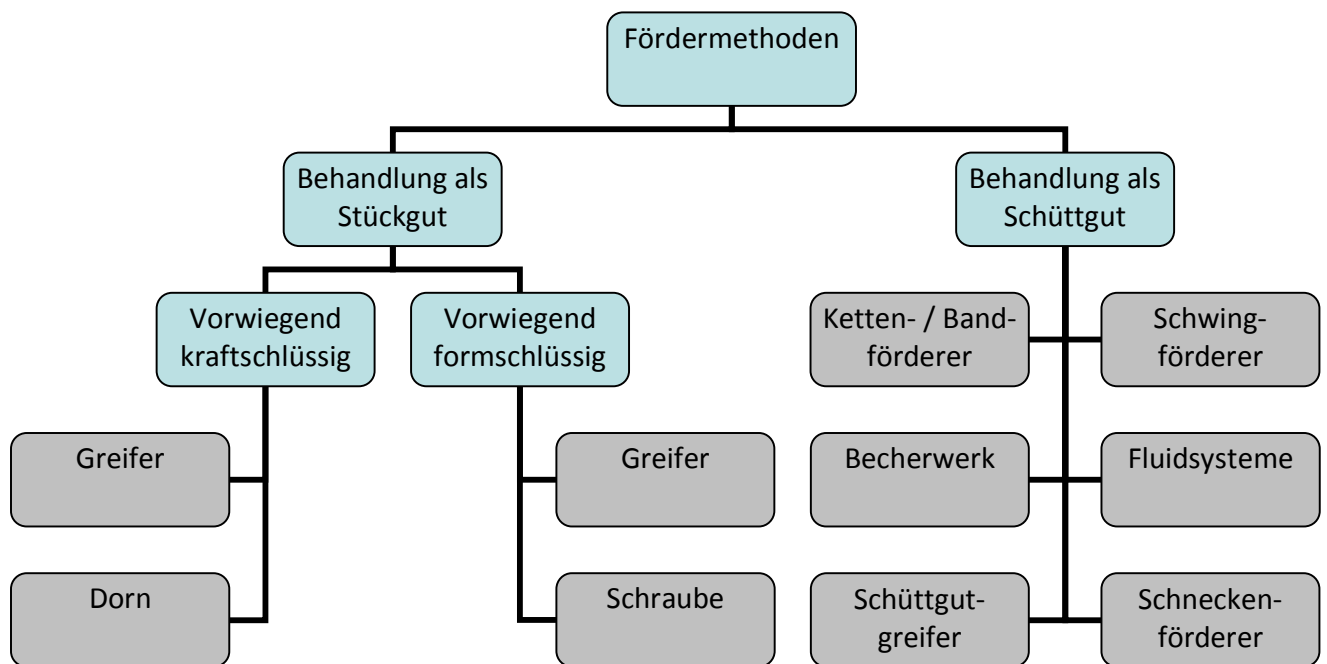 Fördermethoden
Behandlung als
Stückgut
Behandlung als
Schüttgut
Vorwiegend
kraftschlüssig
Vorwiegend
formschlüssig
Ketten- / Band-
förderer
Schwing-
förderer
Greifer
Greifer
Becherwerk
Fluidsysteme
Dorn
Schraube
Schüttgut-
greifer
Schnecken-
förderer